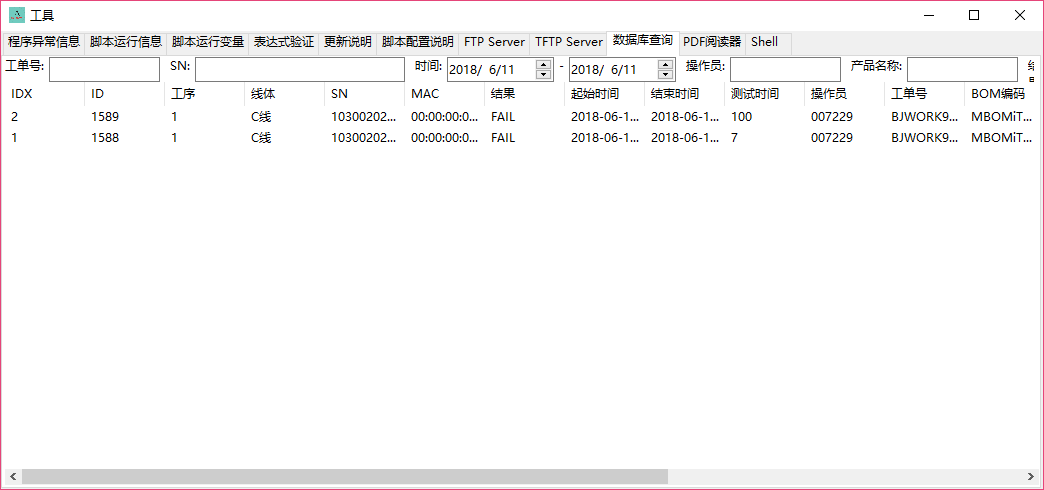 工具
程序异常信息 脚本运行信息 脚本运行变量 表达式验证 更新说明 脚本配置说明 FTP Server TFTP Server 数据库查询 PDF阅读器 Shell
工单号: SN: 时间: 2018/ 6/11 - 2018/ 6/11 操作员: 产品名称:
IDX ID 工序 线体 SN MAC 结果 起始时间 结束时间 测试时间 操作员 工单号 BOM编码
2 1589 1 C线 10300202... 00:00:00:0... FAIL 2018-06-1... 2018-06-1... 100 007229 BJWORK9... MBOMiT...
1 1588 1 C线 10300202... 00:00:00:0... FAIL 2018-06-1... 2018-06-1... 7 007229 BJWORK9... MBOMiT...